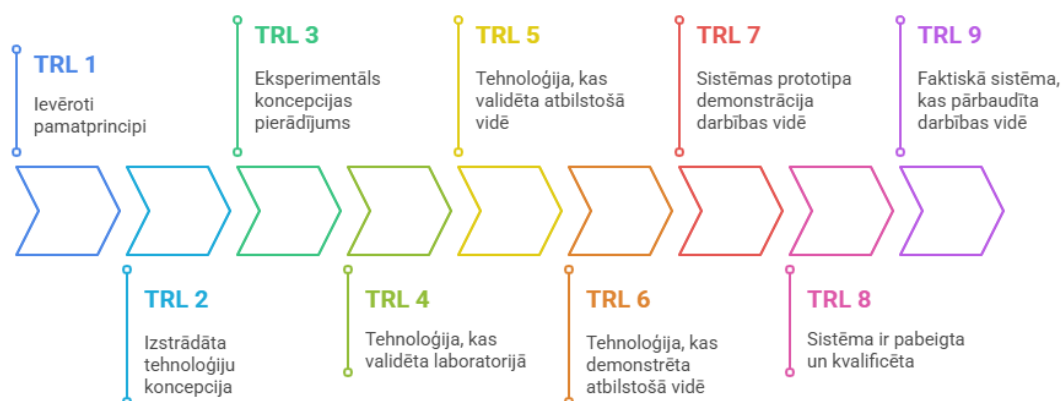 TRL 1
Ievēroti
pamatprincipi
TRL 2
Izstrādāta
tehnoloģiju
koncepcija
TRL 3
Eksperimentāls
koncepcijas
pierādījums
TRL 4
Tehnoloģija, kas
validēta laboratorijā
TRL 5
Tehnoloģija, kas
validēta atbilstošā
vidē
TRL 6
Tehnoloģija, kas
demonstrēta
atbilstošā vidē
TRL 7
Sistēmas prototipa
demonstrācija
darbības vidē
TRL 8
Sistēma ir pabeigta
un kvalificēta
TRL 9
Faktiskā sistēma,
kas pārbaudīta
darbības vidē